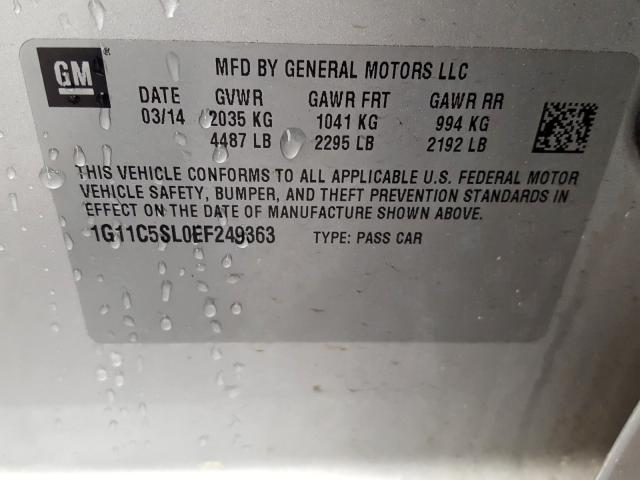 GM MFD BY GENERAL MOTORS LLC
DATE GVWR GAWR FRT GAWR RR
03/14 2035 KG 1041 KG 994 KG
4487 LB 2295 LB 2192 LB
THIS VEHICLE CONFORMS TO ALL APPLICABLE U.S. FEDERAL MOTOR
VEHICLE SAFETY, BUMPER, AND THEFT PREVENTION STANDARDS IN
EFFECT ON THE DATE OF MANUFACTURE SHOWN ABOVE.
1G11C5SL0EF249363 TYPE: PASS CAR